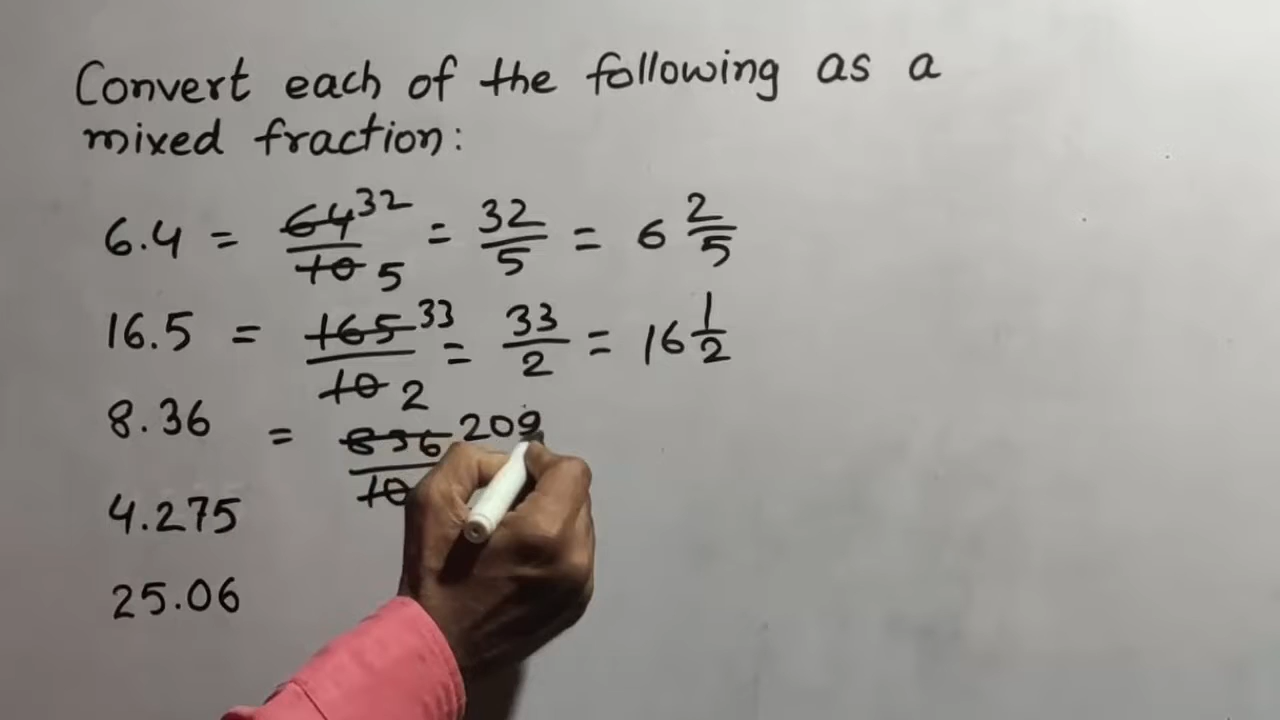 Convert each of the following as a
mixed fraction:
6.4 = 64/10 32 5 = 32/5 = 6 2/5
16.5 = 165/10 33 2 = 33/2 = 16 1/2
8.36 = 836/10 209
4.275
25.06